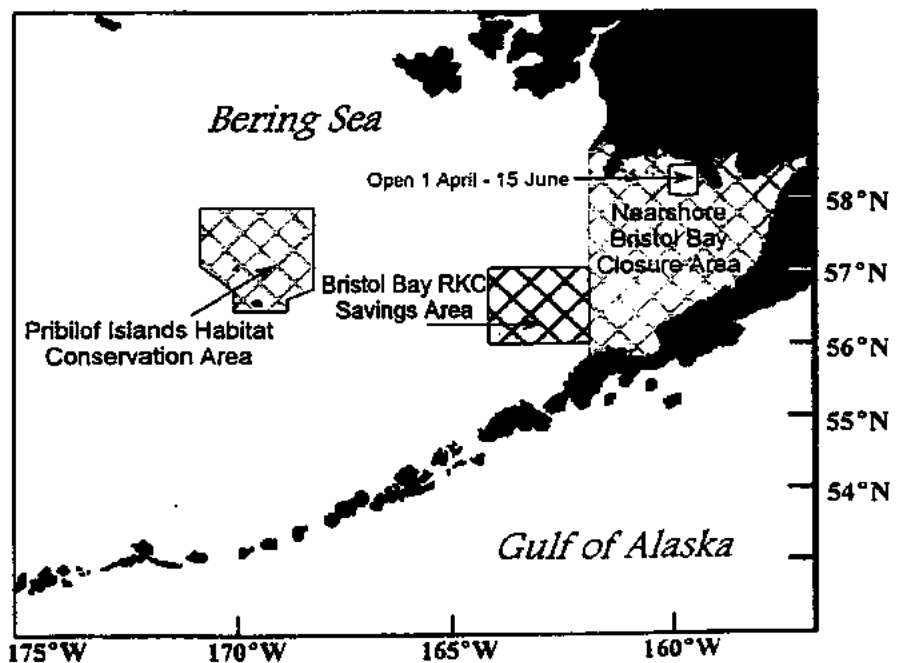 Bering Sea
Open 1 April - 15 June
58°N
Nearshore
Bristol Bay
Closure Area
57°N
Bristol Bay RKC
Savings Area
Pribilof Islands Habitat
Conservation Area
56°N
55°N
54°N
Gulf of Alaska
175°W
170°W
165°W
160°W